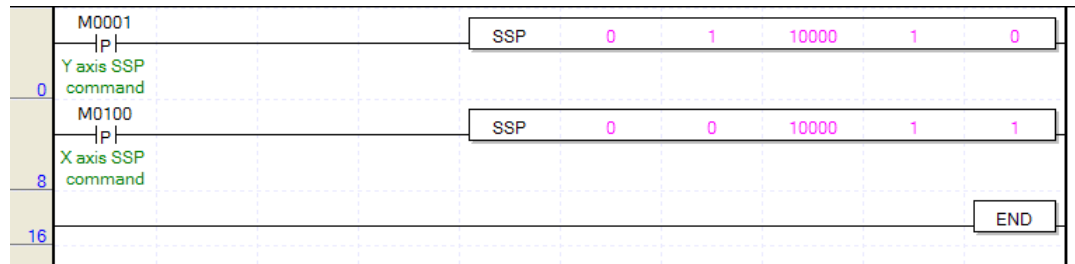 M0001
P
SSP 0 1 10000 1 0
Y axis SSP
command
0
M0100
P
SSP 0 0 10000 1 1
X axis SSP
command
8
END
16